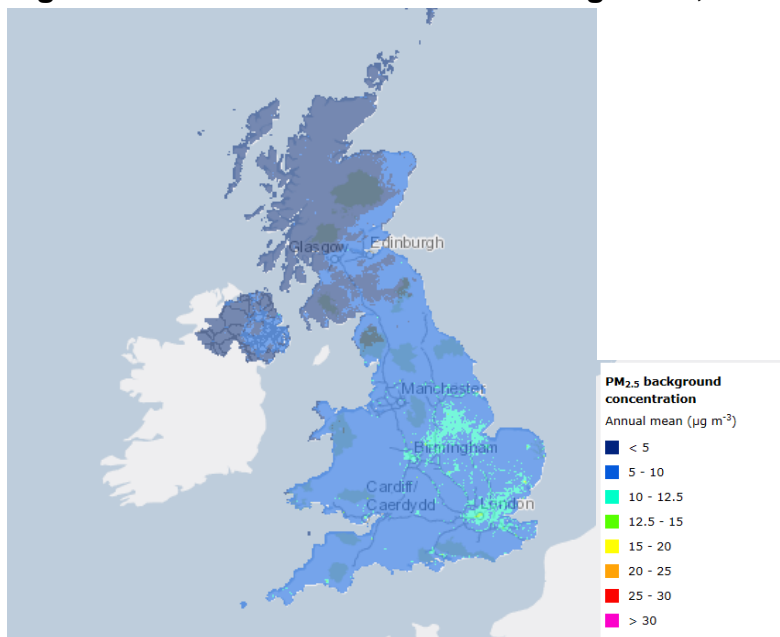 Glasgow
Edinburgh
Manchester
Birmingham
Cardiff/
Caerdydd
London
PM2.5 background
concentration
Annual mean (µg m-3)
< 5
5 - 10
10 - 12.5
12.5 - 15
15 - 20
20 - 25
25 - 30
> 30